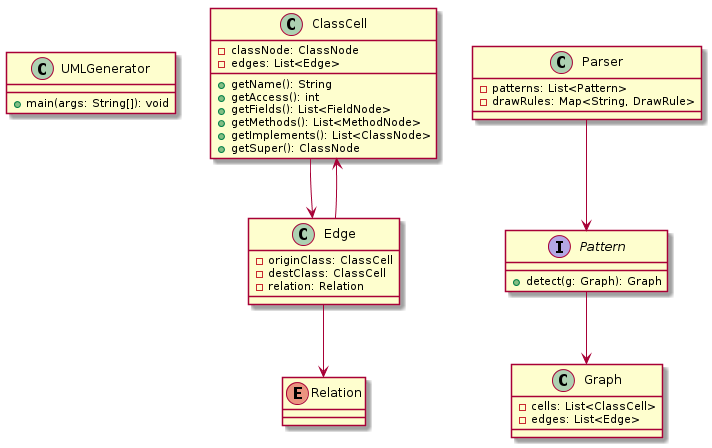 C UMLGenerator
main(args: String[]): void
C ClassCell
classNode: ClassNode
edges: List<Edge>
getName(): String
getAccess(): int
getFields(): List<FieldNode>
getMethods(): List<MethodNode>
getImplements(): List<ClassNode>
getSuper(): ClassNode
C Parser
patterns: List<Pattern>
drawRules: Map<String, DrawRule>
C Edge
originClass: ClassCell
destClass: ClassCell
relation: Relation
I Pattern
detect(g: Graph): Graph
E Relation
C Graph
cells: List<ClassCell>
edges: List<Edge>